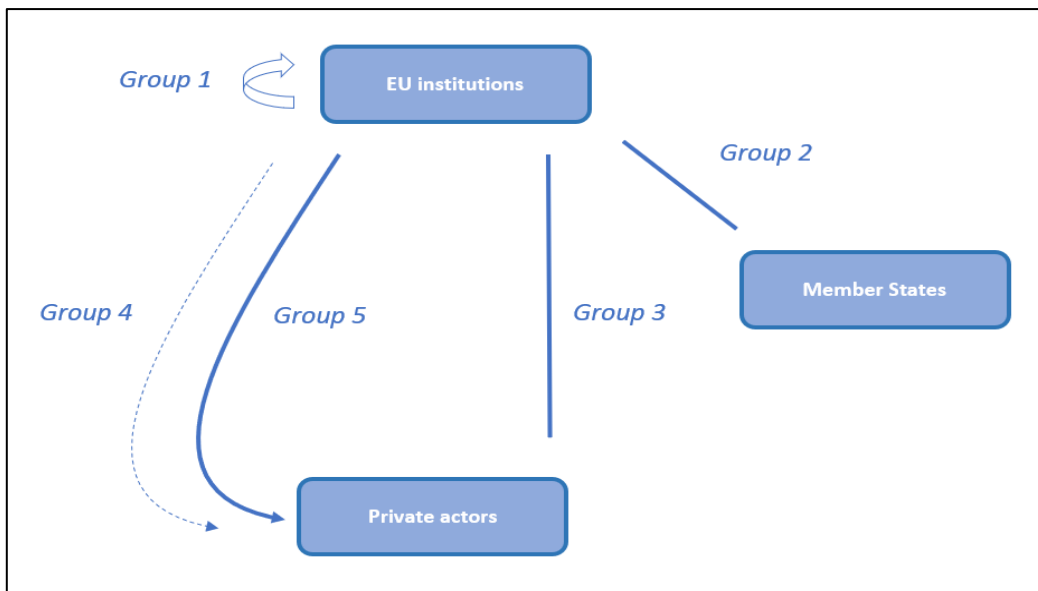 EU institutions
Group 1
Group 2
Member States
Group 4
Group 5
Group 3
Private actors